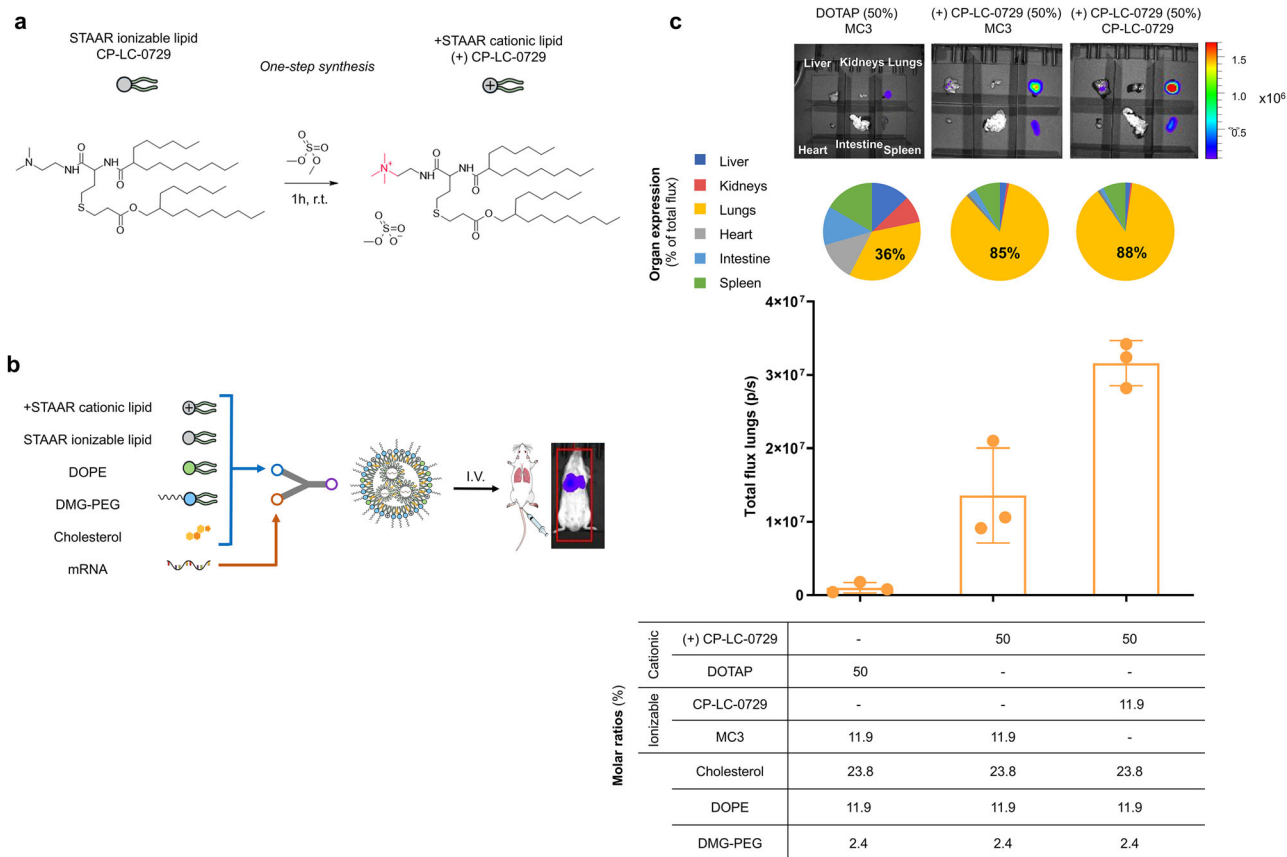 a
STAAR ionizable lipid
CP-LC-0729
One-step synthesis
+STAAR cationic lipid
(+) CP-LC-0729
1h, r.t.
b
+STAAR cationic lipid
STAAR ionizable lipid
DOPE
DMG-PEG
Cholesterol
mRNA
I.V.
c
DOTAP (50%)
MC3
(+) CP-LC-0729 (50%)
MC3
(+) CP-LC-0729 (50%)
CP-LC-0729
Liver Kidneys Lungs
Heart Intestine Spleen
1.5
1.0
0.5
x10⁶
Organ expression
(% of total flux)
Liver
Kidneys
Lungs
Heart
Intestine
Spleen
36%
85%
88%
Total flux lungs (p/s)
4×10⁷
3×10⁷
2×10⁷
1×10⁷
0
Molar ratios (%)
Cationic
(+) CP-LC-0729 - 50 50
DOTAP 50 - -
Ionizable
CP-LC-0729 - - 11.9
MC3 11.9 11.9 -
Cholesterol 23.8 23.8 23.8
DOPE 11.9 11.9 11.9
DMG-PEG 2.4 2.4 2.4